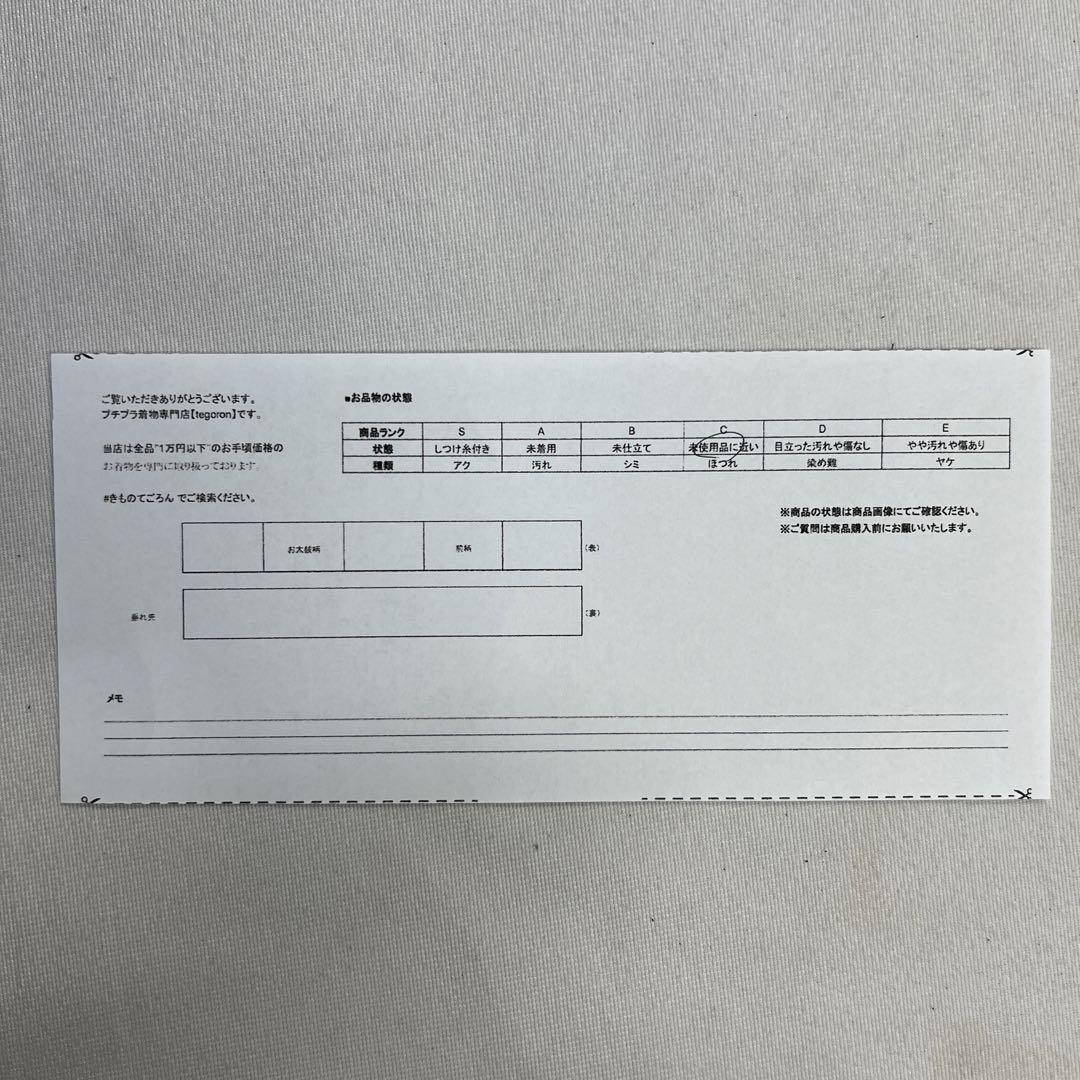 ご覧いただきありがとうございます。
プチプラ着物専門店【tegoron】です。
当店は全品"1万円以下"のお手頃価格の
お着物を専門に取り扱っております。
#きものてごろん でご検索ください。
■お品物の状態
商品ランク S A B C D E
状態 しつけ糸付き 未着用 未仕立て 未使用品に近い 目立った汚れや傷なし やや汚れや傷あり
種類 アク 汚れ シミ ほつれ 染め難 ヤケ
※商品の状態は商品画像にてご確認ください。
※ご質問は商品購入前にお願いいたします。
お太鼓柄 前柄 (表)
垂れ先 (裏)
メモ